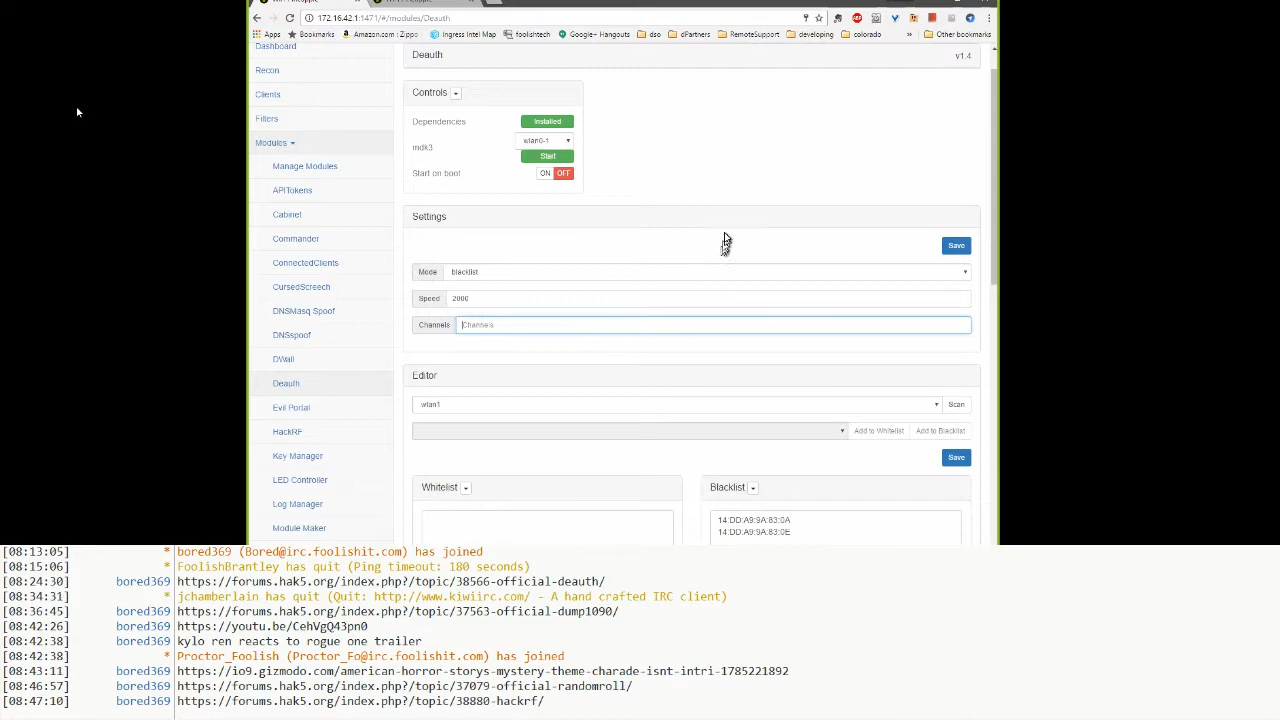 172.16.42.1:1471/#/modules/Deauth
Apps
Bookmarks
Amazon.com : Zippo
Ingress Intel Map
foolishtech
Google+ Hangouts
dso
dPartners
RemoteSupport
developing
colorado
»
Other bookmarks
Dashboard
Recon
Clients
Filters
Modules
Manage Modules
APITokens
Cabinet
Commander
ConnectedClients
CursedScreech
DNSMasq Spoof
DNSspoof
DWall
Deauth
Evil Portal
HackRF
Key Manager
LED Controller
Log Manager
Module Maker
Deauth
v1.4
Controls
Dependencies
Installed
mdk3
wlan0-1
Start
Start on boot
ON OFF
Settings
Save
Mode
blacklist
Speed
2000
Channels
Channels
Editor
wlan1
Scan
Add to Whitelist
Add to Blacklist
Save
Whitelist
Blacklist
14:DD:A9:9A:83:0A
14:DD:A9:9A:83:0E
[08:13:05] * bored369 (Bored@irc.foolishit.com) has joined
[08:15:06] * FoolishBrantley has quit (Ping timeout: 180 seconds)
[08:24:30] bored369 https://forums.hak5.org/index.php?/topic/38566-official-deauth/
[08:34:31] * jchamberlain has quit (Quit: http://www.kiwiirc.com/ - A hand crafted IRC client)
[08:36:45] bored369 https://forums.hak5.org/index.php?/topic/37563-official-dump1090/
[08:42:26] bored369 https://youtu.be/CehVgQ43pn0
[08:42:38] bored369 kylo ren reacts to rogue one trailer
[08:42:38] * Proctor_Foolish (Proctor_Fo@irc.foolishit.com) has joined
[08:43:11] bored369 https://io9.gizmodo.com/american-horror-storys-mystery-theme-charade-isnt-intri-1785221892
[08:46:57] bored369 https://forums.hak5.org/index.php?/topic/37079-official-randomroll/
[08:47:10] bored369 https://forums.hak5.org/index.php?/topic/38880-hackrf/